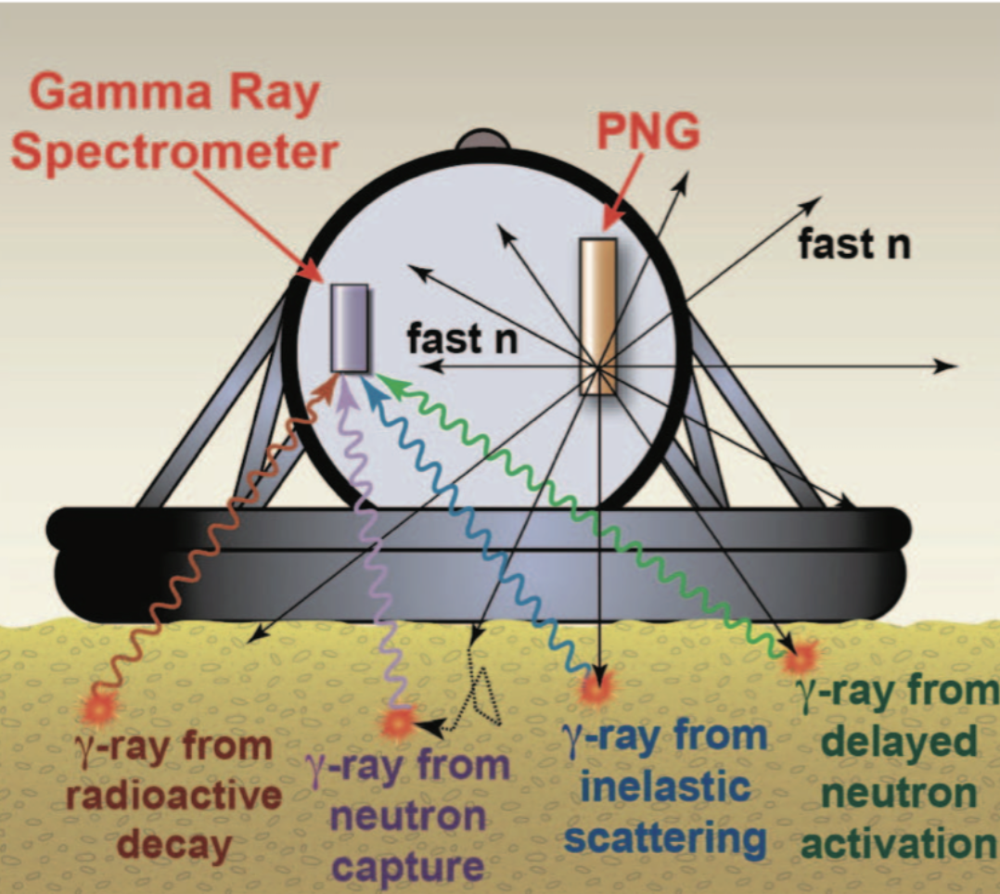 Gamma Ray
Spectrometer
PNG
fast n
fast n
γ-ray from
radioactive
decay
γ-ray from
neutron
capture
γ-ray from
inelastic
scattering
γ-ray from
delayed
neutron
activation